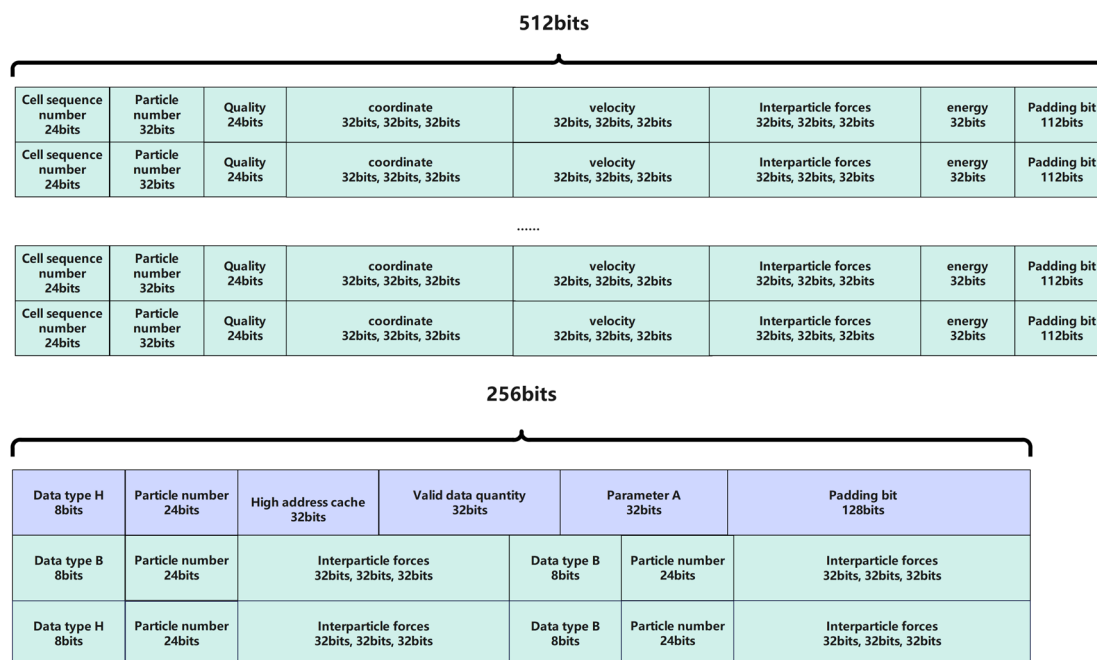 512bits
Cell sequence number 24bits Particle number 32bits Quality 24bits coordinate 32bits, 32bits, 32bits velocity 32bits, 32bits, 32bits Interparticle forces 32bits, 32bits, 32bits energy 32bits Padding bit 112bits
Cell sequence number 24bits Particle number 32bits Quality 24bits coordinate 32bits, 32bits, 32bits velocity 32bits, 32bits, 32bits Interparticle forces 32bits, 32bits, 32bits energy 32bits Padding bit 112bits
......
Cell sequence number 24bits Particle number 32bits Quality 24bits coordinate 32bits, 32bits, 32bits velocity 32bits, 32bits, 32bits Interparticle forces 32bits, 32bits, 32bits energy 32bits Padding bit 112bits
Cell sequence number 24bits Particle number 32bits Quality 24bits coordinate 32bits, 32bits, 32bits velocity 32bits, 32bits, 32bits Interparticle forces 32bits, 32bits, 32bits energy 32bits Padding bit 112bits
256bits
Data type H 8bits Particle number 24bits High address cache 32bits Valid data quantity 32bits Parameter A 32bits Padding bit 128bits
Data type B 8bits Particle number 24bits Interparticle forces 32bits, 32bits, 32bits Data type B 8bits Particle number 24bits Interparticle forces 32bits, 32bits, 32bits
Data type H 8bits Particle number 24bits Interparticle forces 32bits, 32bits, 32bits Data type B 8bits Particle number 24bits Interparticle forces 32bits, 32bits, 32bits